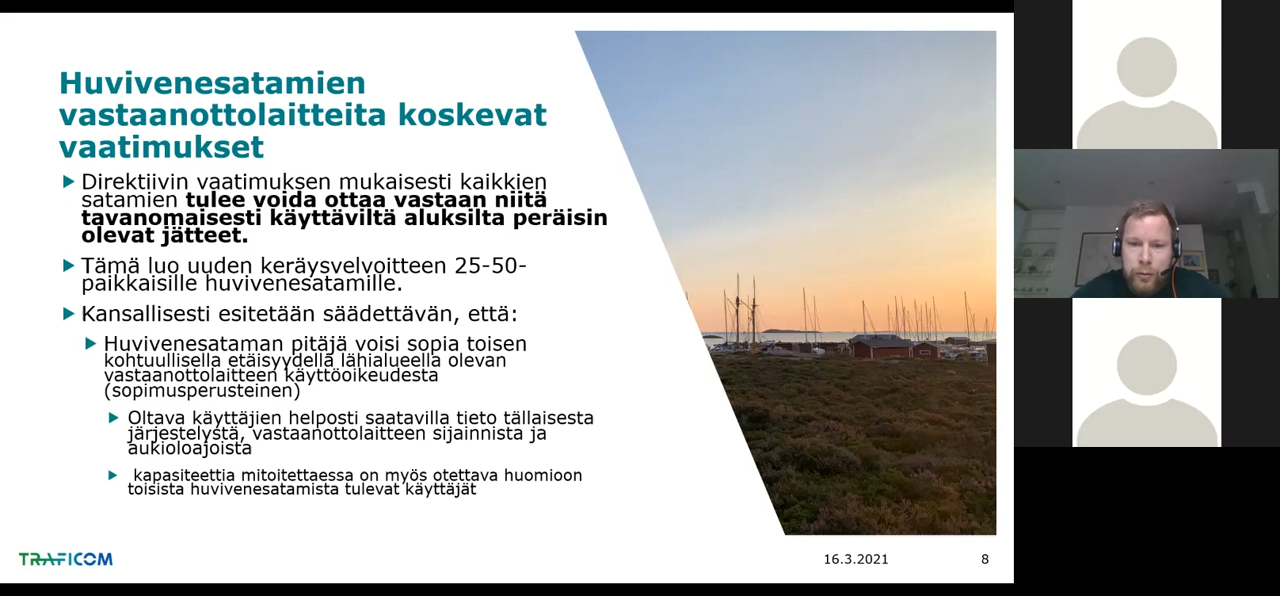 Huvivenesatamien
vastaanottolaitteita koskevat
vaatimukset
Direktiivin vaatimuksen mukaisesti kaikkien
satamien tulee voida ottaa vastaan niitä
tavanomaisesti käyttäviltä aluksilta peräisin
olevat jätteet.
Tämä luo uuden keräysvelvoitteen 25-50-
paikkaisille huvivenesatamille.
Kansallisesti esitetään säädettävän, että:
Huvivenesataman pitäjä voisi sopia toisen
kohtuullisella etäisyydellä lähialueella olevan
vastaanottolaitteen käyttöoikeudesta
(sopimusperusteinen)
Oltava käyttäjien helposti saatavilla tieto tällaisesta
järjestelystä, vastaanottolaitteen sijainnista ja
aukioloajoista
kapasiteettia mitoitettaessa on myös otettava huomioon
toisista huvivenesatamista tulevat käyttäjät
TRAFICOM
16.3.2021
8